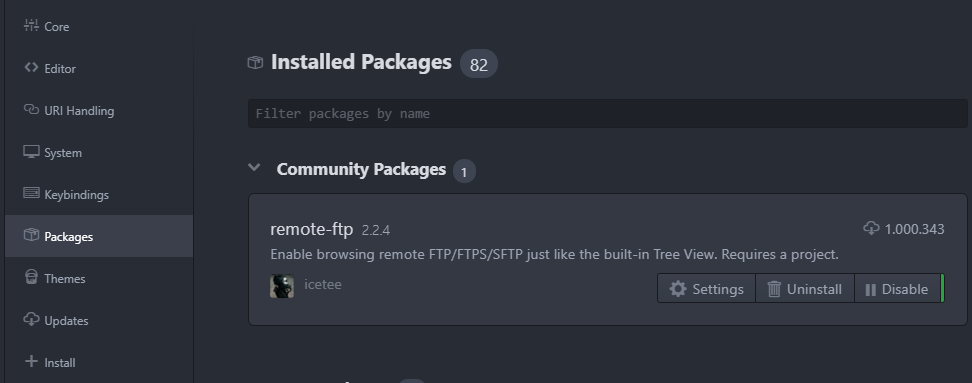 Core
Editor
URI Handling
System
Keybindings
Packages
Themes
Updates
Install
Installed Packages 82
Filter packages by name
Community Packages 1
remote-ftp 2.2.4 1.000.343
Enable browsing remote FTP/FTPS/SFTP just like the built-in Tree View. Requires a project.
icetee Settings Uninstall Disable